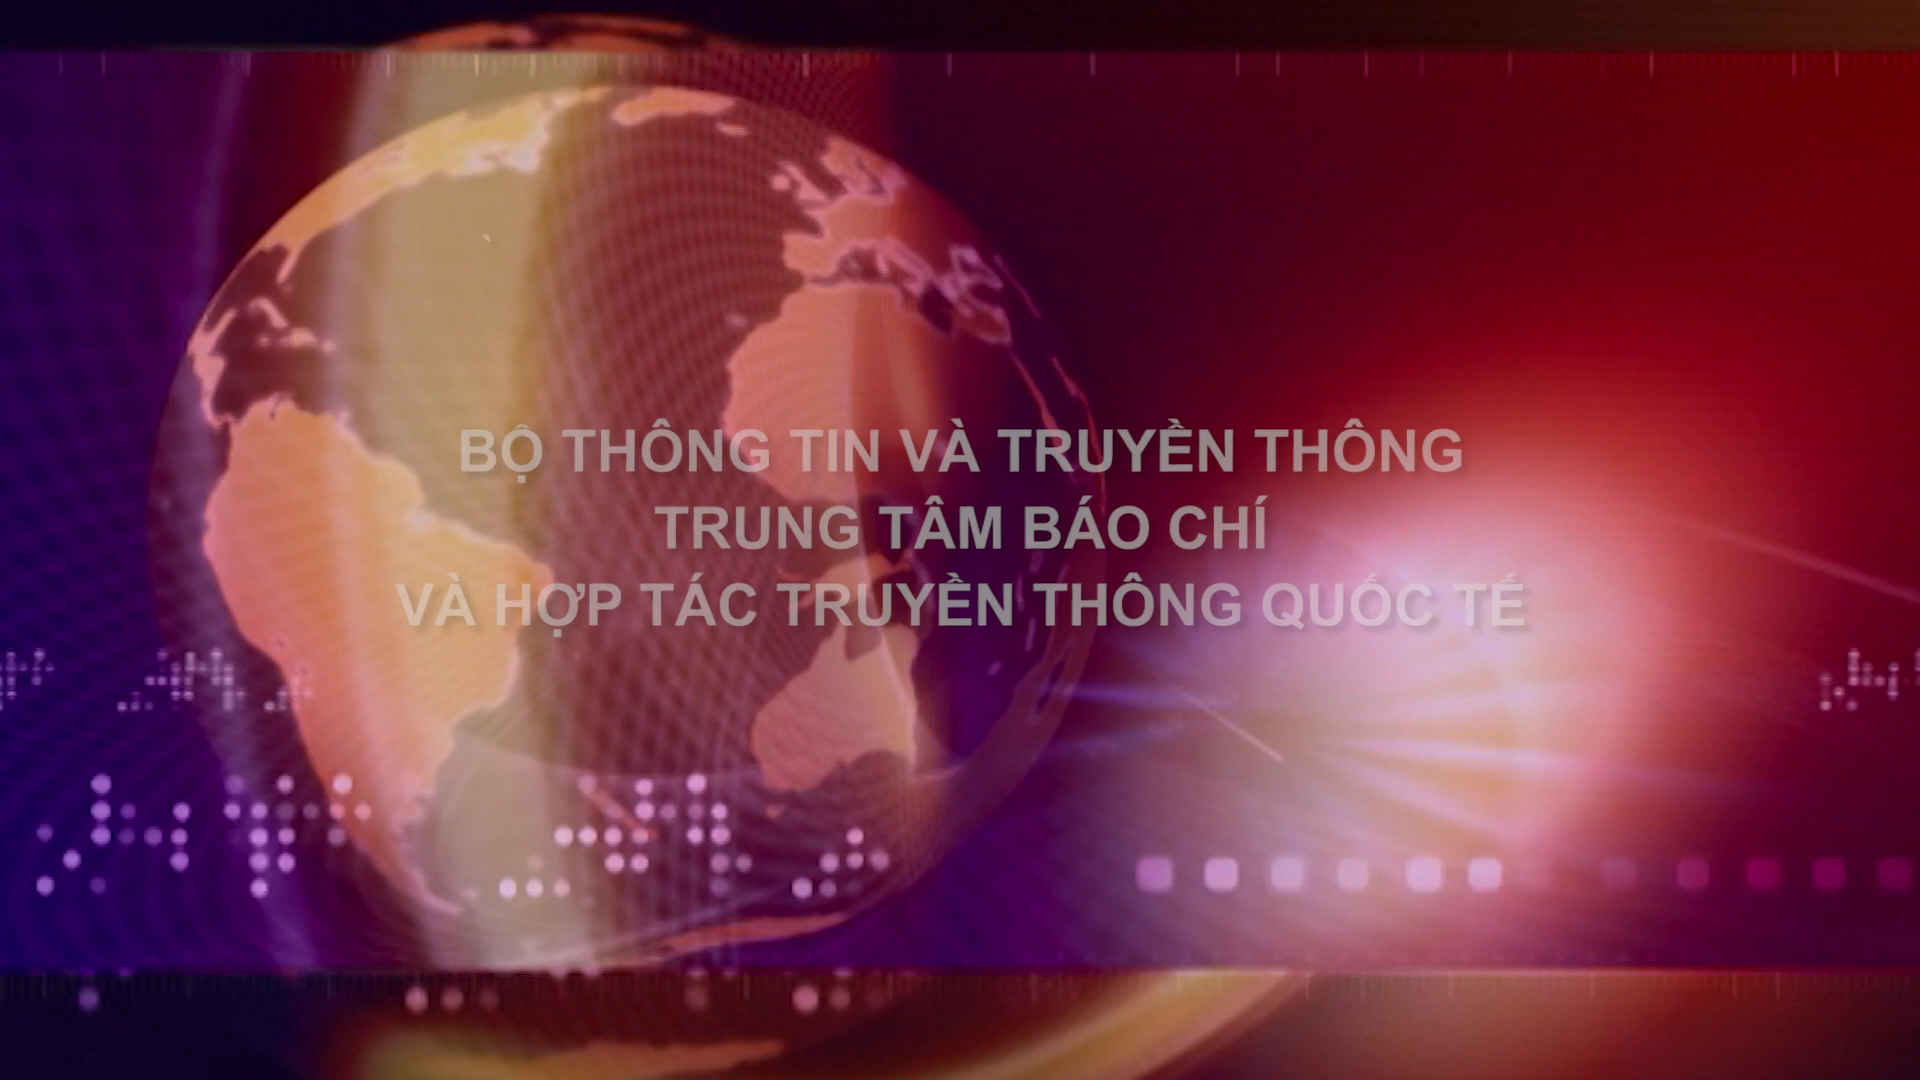 BỘ THÔNG TIN VÀ TRUYỀN THÔNG
TRUNG TÂM BÁO CHÍ
VÀ HỢP TÁC TRUYỀN THÔNG QUỐC TẾ